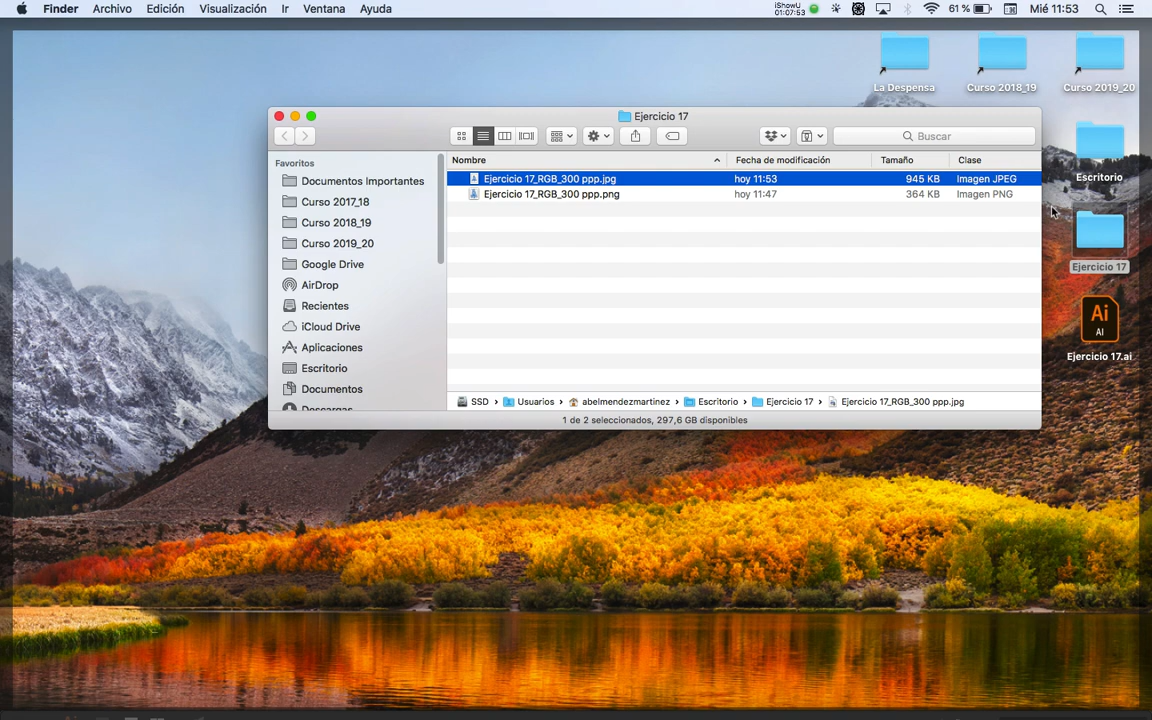 Finder Archivo Edición Visualización Ir Ventana Ayuda iShowU 01:07:53 61 % Mié 11:53
La Despensa Curso 2018_19 Curso 2019_20
Ejercicio 17
Buscar
Favoritos
Documentos Importantes
Curso 2017_18
Curso 2018_19
Curso 2019_20
Google Drive
AirDrop
Recientes
iCloud Drive
Aplicaciones
Escritorio
Documentos
Descargas
Nombre Fecha de modificación Tamaño Clase
Ejercicio 17_RGB_300 ppp.jpg hoy 11:53 945 KB Imagen JPEG
Ejercicio 17_RGB_300 ppp.png hoy 11:47 364 KB Imagen PNG
SSD › Usuarios › abelmendezmartinez › Escritorio › Ejercicio 17 › Ejercicio 17_RGB_300 ppp.jpg
1 de 2 seleccionados, 297,6 GB disponibles
Escritorio
Ejercicio 17
Ai
AI
Ejercicio 17.ai